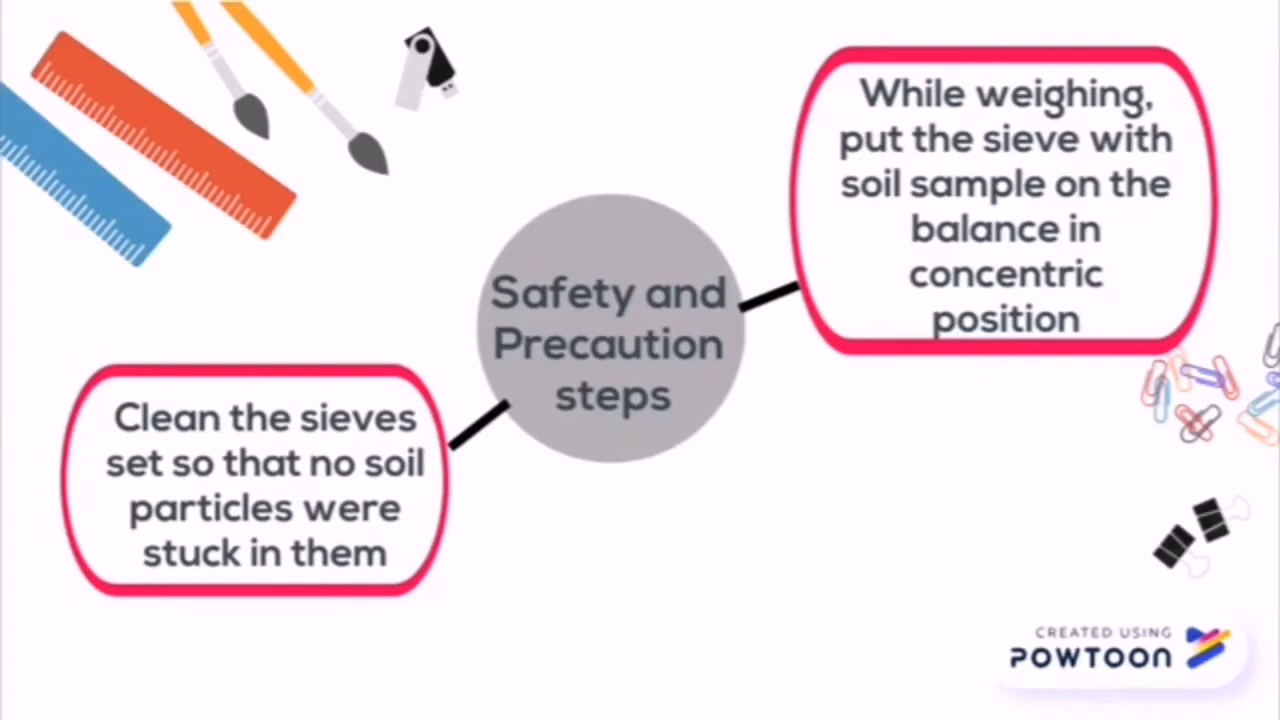 While weighing,
put the sieve with
soil sample on the
balance in
concentric
position
Safety and
Precaution
steps
Clean the sieves
set so that no soil
particles were
stuck in them
CREATED USING
POWTOON